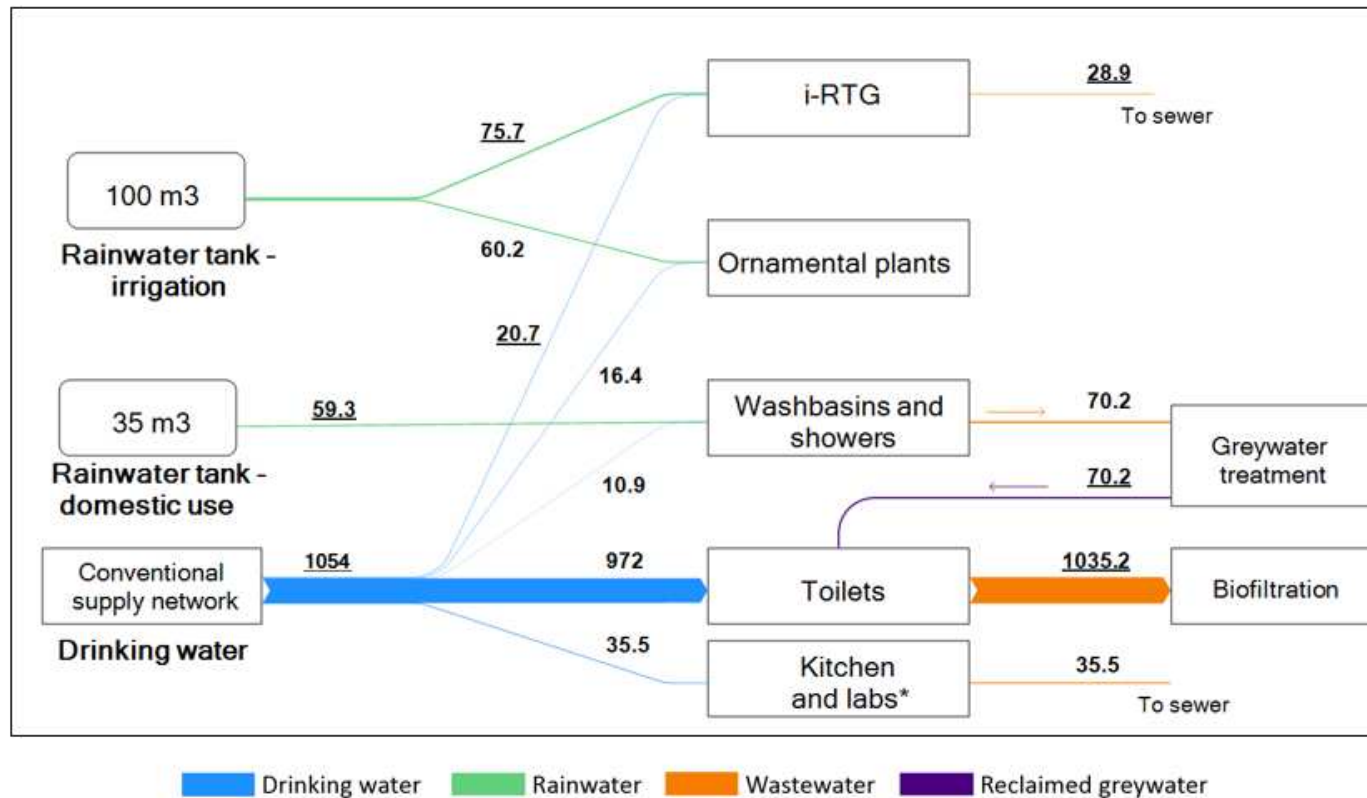 i-RTG
28.9
To sewer
75.7
100 m3
Rainwater tank -
irrigation
60.2
Ornamental plants
20.7
16.4
35 m3
59.3
Rainwater tank -
domestic use
Washbasins and
showers
70.2
Greywater
treatment
10.9
70.2
Conventional
supply network
Drinking water
1054
972
Toilets
1035.2
Biofiltration
35.5
Kitchen
and labs*
35.5
To sewer
Drinking water
Rainwater
Wastewater
Reclaimed greywater